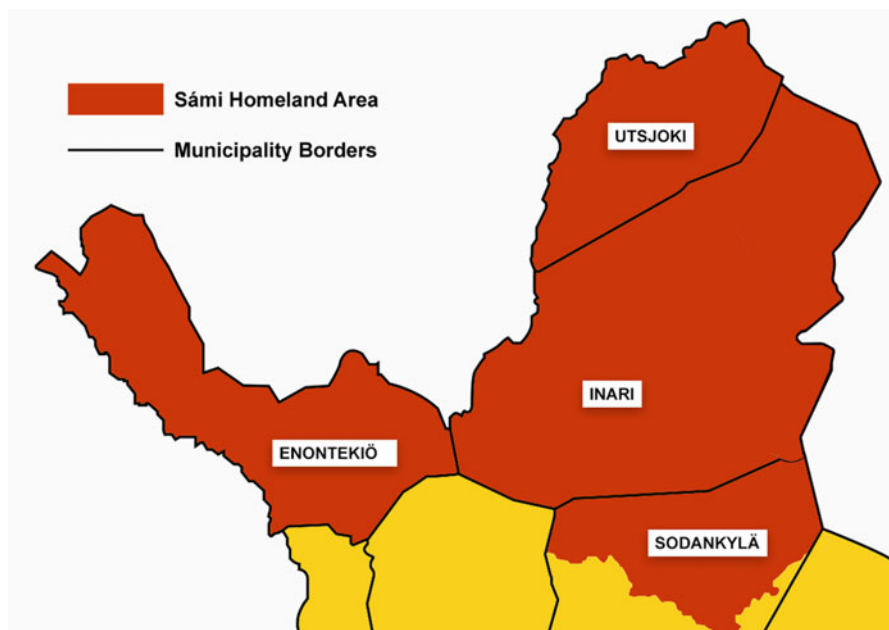 Sámi Homeland Area
Municipality Borders
UTSJOKI
INARI
ENONTEKIÖ
SODANKYLÄ